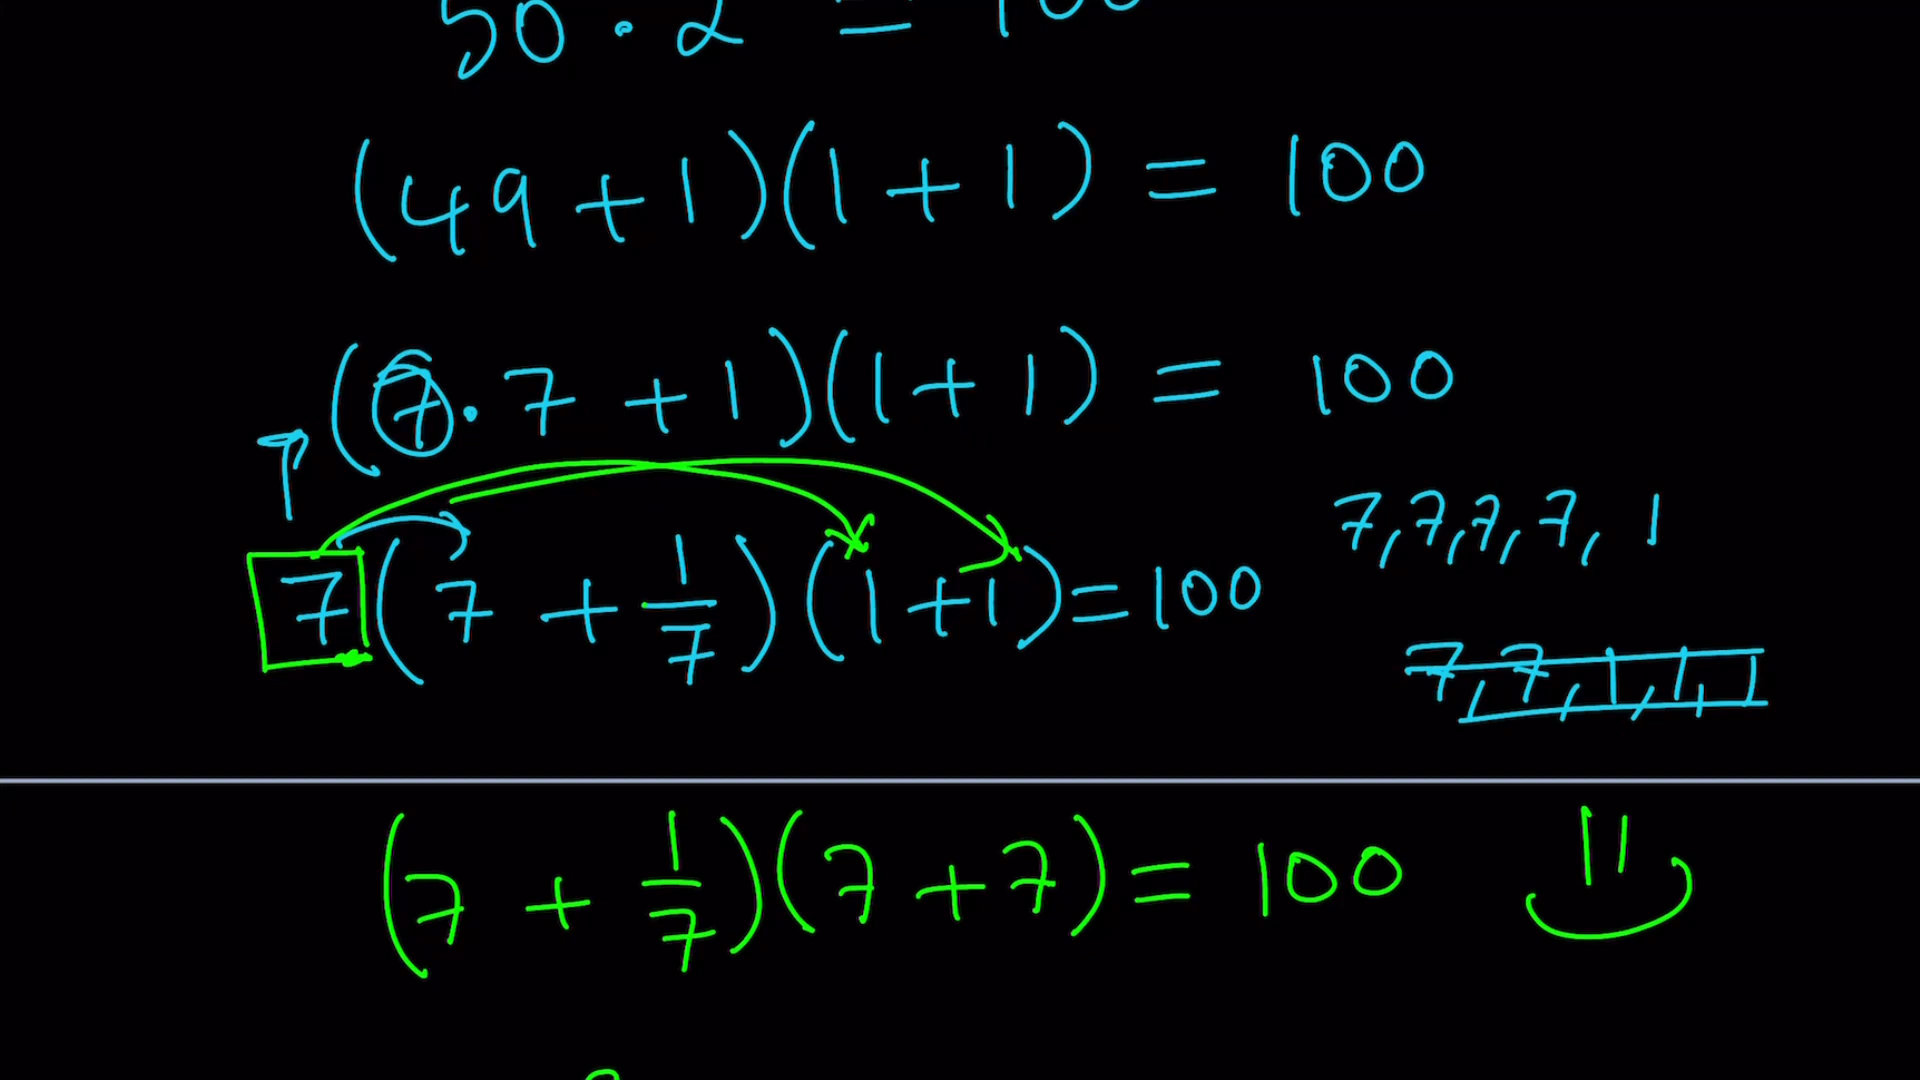 50 · 2 = 100
(49 + 1)(1 + 1) = 100
(7 · 7 + 1)(1 + 1) = 100
7, 7, 7, 7, 1
7(7 + 1/7)(1 + 1) = 100
7, 7, 1, 1, 1
(7 + 1/7)(7 + 7) = 100